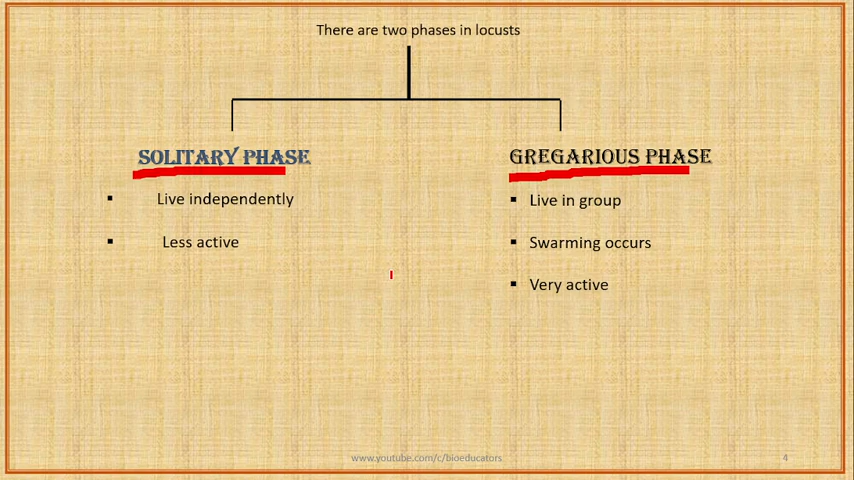 There are two phases in locusts
SOLITARY PHASE
Live independently
Less active
GREGARIOUS PHASE
Live in group
Swarming occurs
Very active
www.youtube.com/c/bioeducators
4